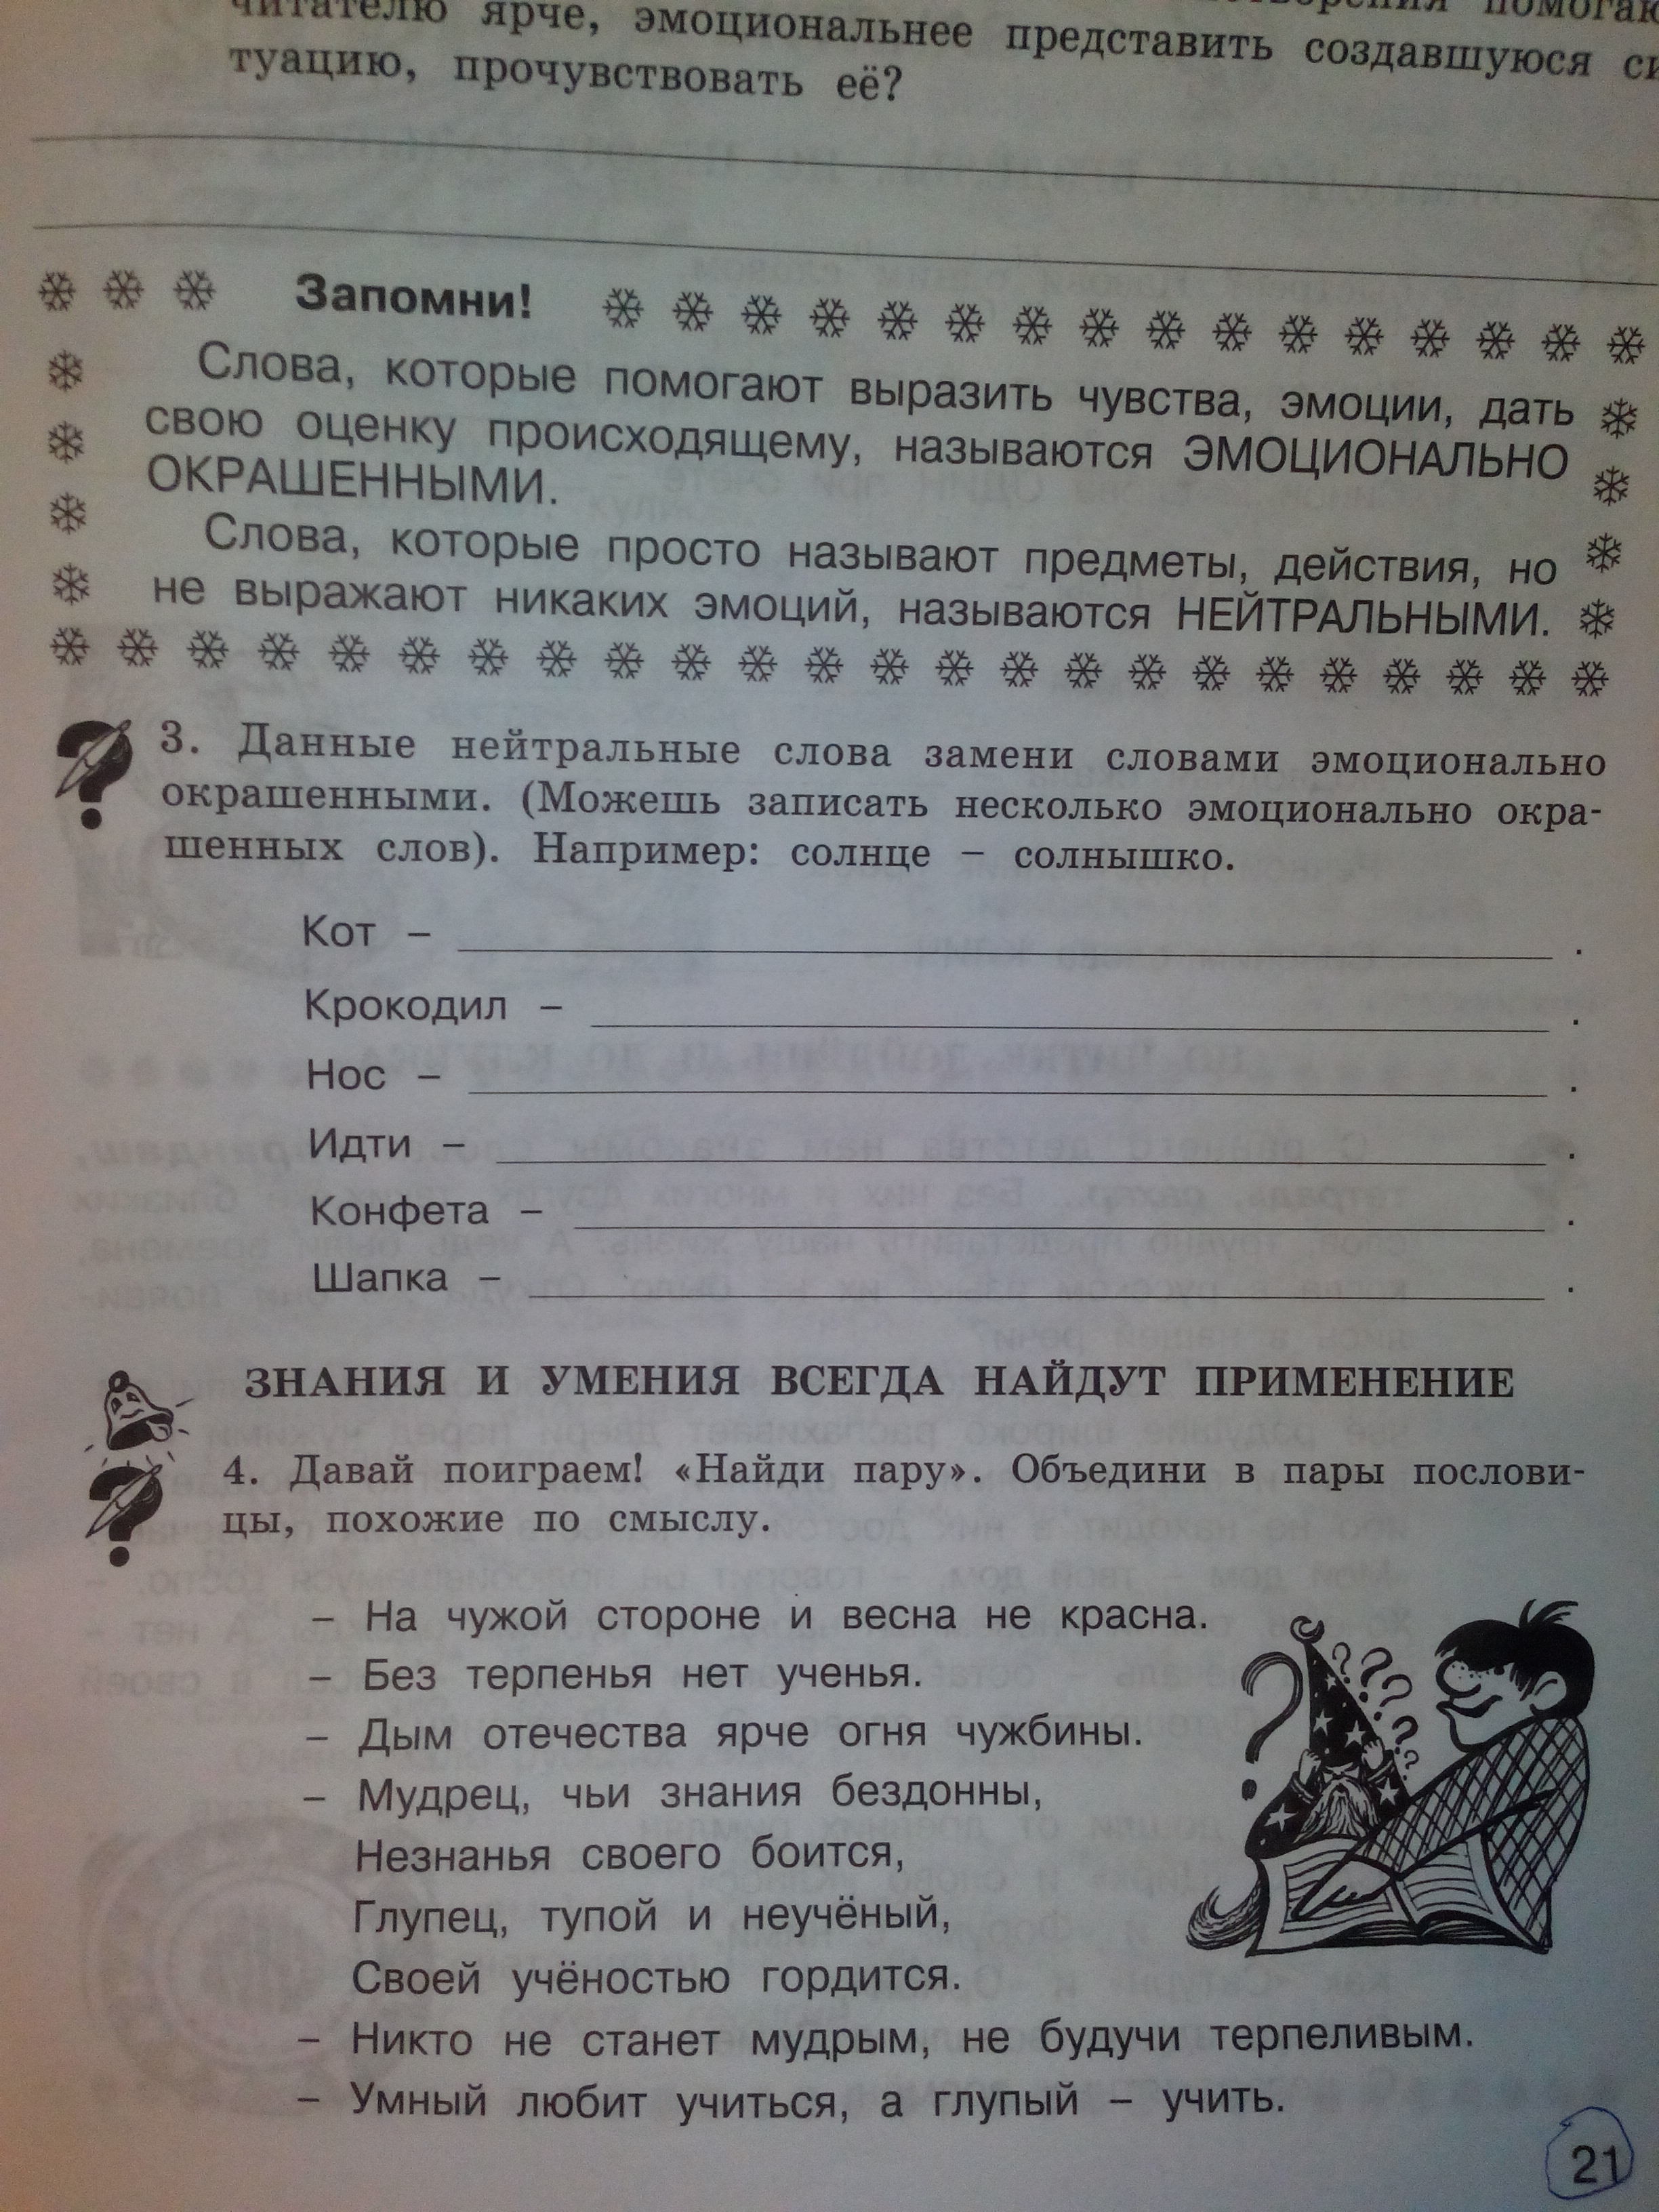 читателю ярче, эмоциональнее представить создавшуюся си
туацию, прочувствовать её?
Запомни!
Слова, которые помогают выразить чувства, эмоции, дать
свою оценку происходящему, называются ЭМОЦИОНАЛЬНО
ОКРАШЕННЫМИ.
Слова, которые просто называют предметы, действия, но
не выражают никаких эмоций, называются НЕЙТРАЛЬНЫМИ.
3. Данные нейтральные слова замени словами эмоционально
окрашенными. (Можешь записать несколько эмоционально окра-
шенных слов). Например: солнце – солнышко.
Кот – .
Крокодил – .
Нос – .
Идти – .
Конфета – .
Шапка – .
ЗНАНИЯ И УМЕНИЯ ВСЕГДА НАЙДУТ ПРИМЕНЕНИЕ
4. Давай поиграем! «Найди пару». Объедини в пары послови-
цы, похожие по смыслу.
– На чужой стороне и весна не красна.
– Без терпенья нет ученья.
– Дым отечества ярче огня чужбины.
– Мудрец, чьи знания бездонны,
Незнанья своего боится,
Глупец, тупой и неучёный,
Своей учёностью гордится.
– Никто не станет мудрым, не будучи терпеливым.
– Умный любит учиться, а глупый – учить.
21